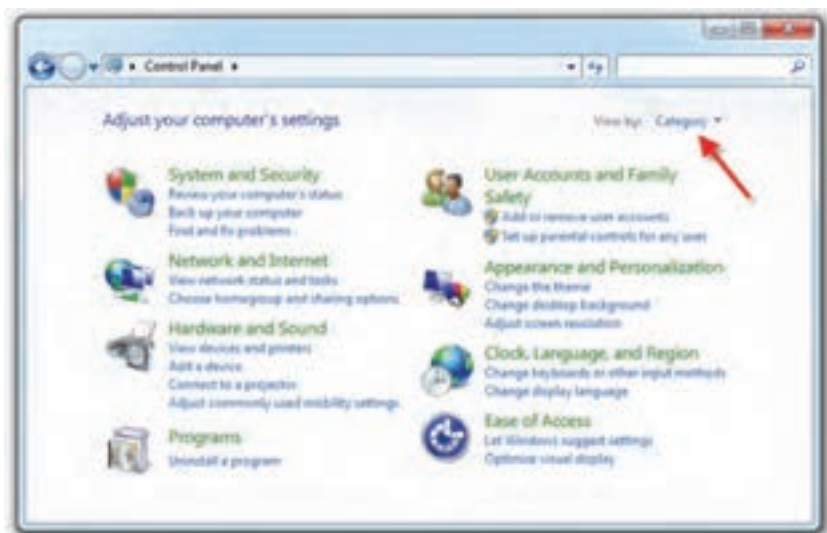 Control Panel
Adjust your computer's settings
View by: Category
System and Security
Review your computer's status
Back up your computer
Find and fix problems
Network and Internet
View network status and tasks
Choose homegroup and sharing options
Hardware and Sound
View devices and printers
Add a device
Connect to a projector
Adjust commonly used mobility settings
Programs
Uninstall a program
User Accounts and Family
Safety
Add or remove user accounts
Set up parental controls for any user
Appearance and Personalization
Change the theme
Change desktop background
Adjust screen resolution
Clock, Language, and Region
Change keyboards or other input methods
Change display language
Ease of Access
Let Windows suggest settings
Optimize visual display